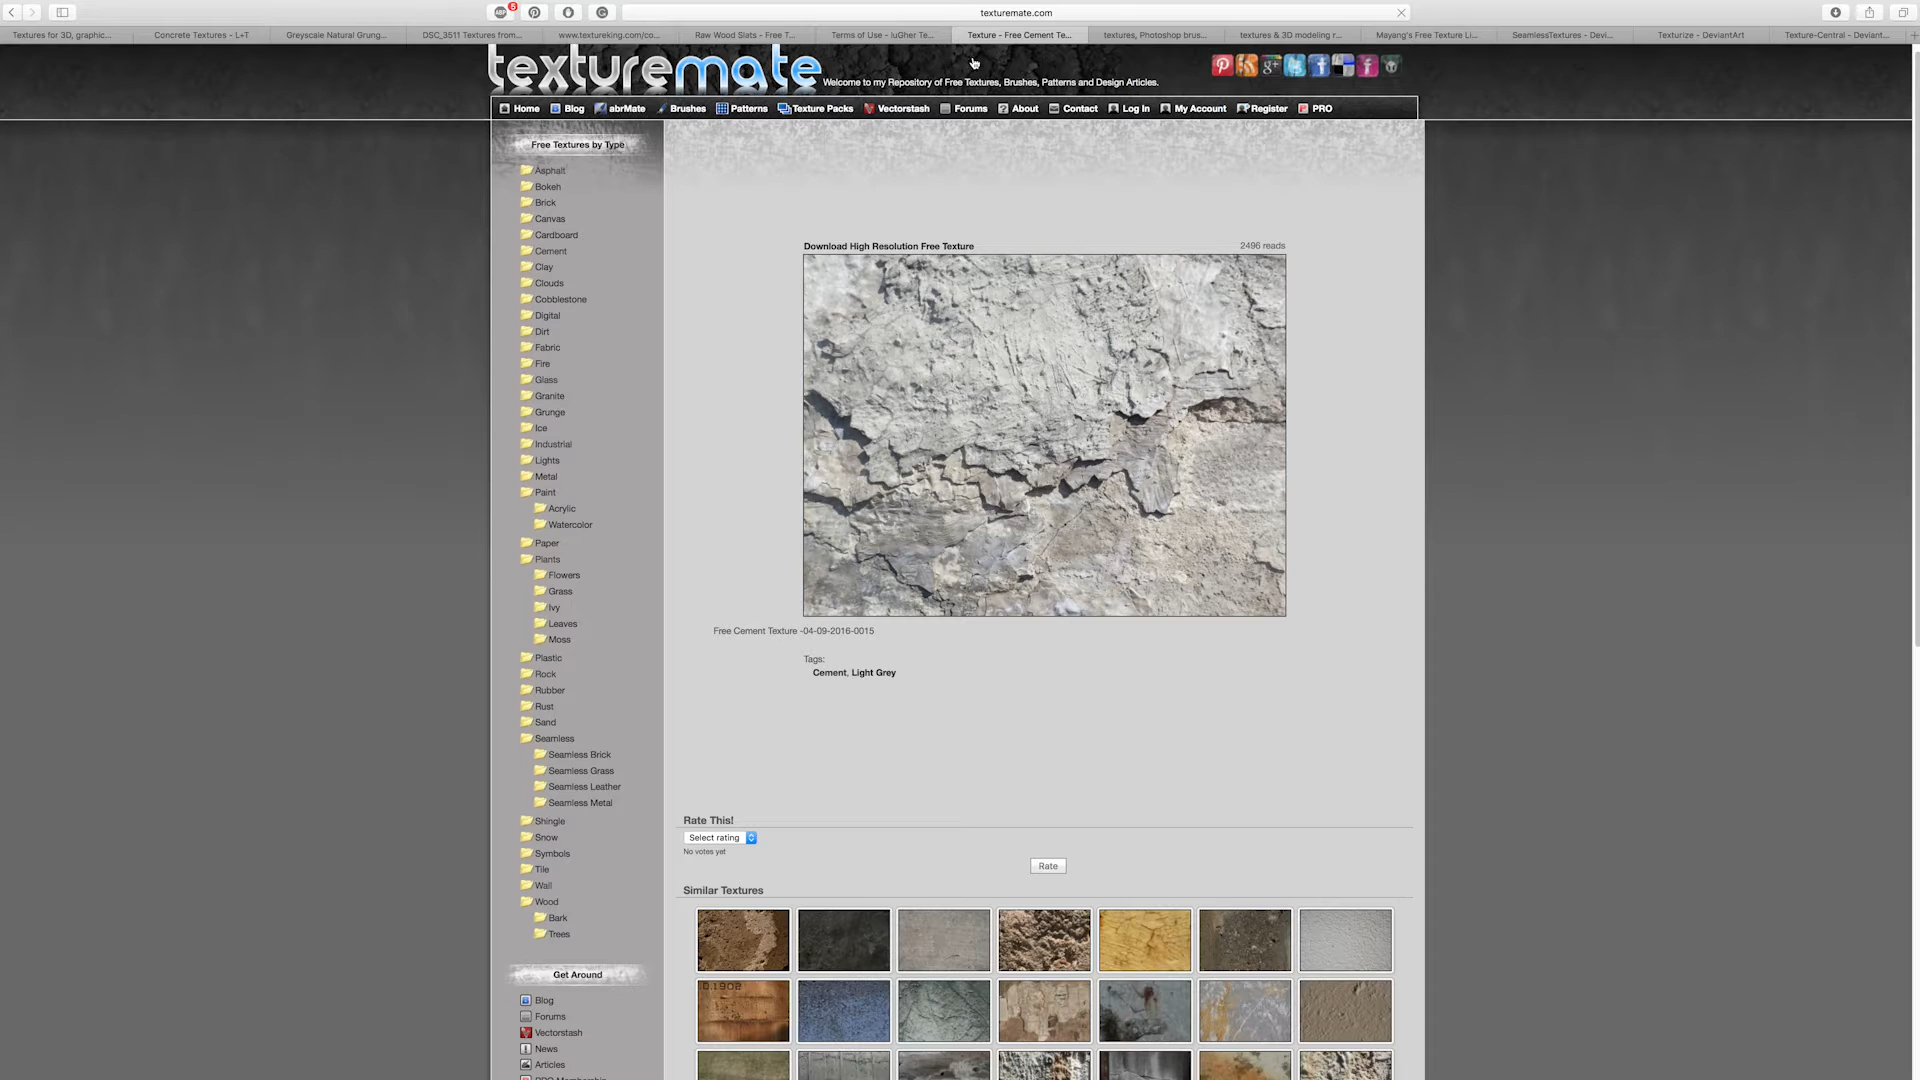 5
texturemate.com
Textures for 3D, graphic...
Concrete Textures - L+T
Greyscale Natural Grung...
DSC_3511 Textures from...
www.textureking.com/co...
Raw Wood Slats - Free T...
Terms of Use - luGher Te...
Texture - Free Cement Te...
textures, Photoshop brus...
textures & 3D modeling r...
Mayang's Free Texture Li...
SeamlessTextures - Devi...
Texturize - DeviantArt
Texture-Central - Deviant...
texturemate
Welcome to my Repository of Free Textures, Brushes, Patterns and Design Articles.
Home Blog abrMate Brushes Patterns Texture Packs Vectorstash Forums About Contact Log In My Account Register PRO
Free Textures by Type
Asphalt
Bokeh
Brick
Canvas
Cardboard
Cement
Clay
Clouds
Cobblestone
Digital
Dirt
Fabric
Fire
Glass
Granite
Grunge
Ice
Industrial
Lights
Metal
Paint
Acrylic
Watercolor
Paper
Plants
Flowers
Grass
Ivy
Leaves
Moss
Plastic
Rock
Rubber
Rust
Sand
Seamless
Seamless Brick
Seamless Grass
Seamless Leather
Seamless Metal
Shingle
Snow
Symbols
Tile
Wall
Wood
Bark
Trees
Get Around
Blog
Forums
Vectorstash
News
Articles
Download High Resolution Free Texture
2496 reads
Free Cement Texture -04-09-2016-0015
Tags:
Cement, Light Grey
Rate This!
Select rating
No votes yet
Rate
Similar Textures